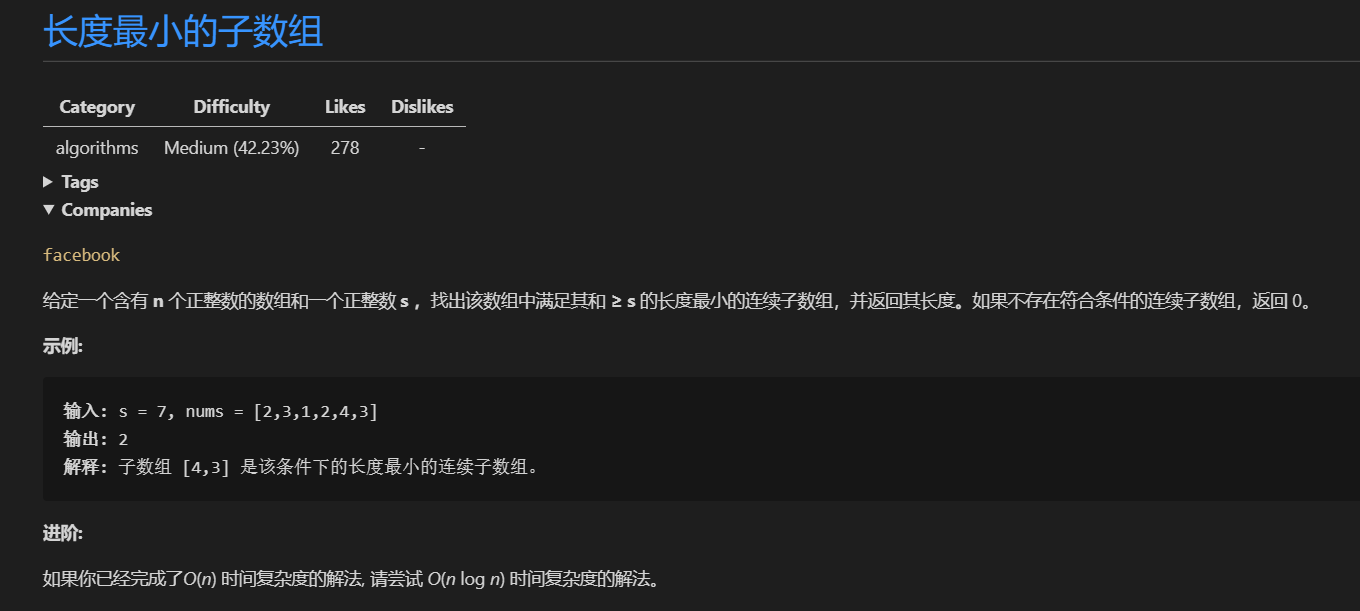 长度最小的子数组
Category Difficulty Likes Dislikes
algorithms Medium (42.23%) 278 -
▶ Tags
▼ Companies
facebook
给定一个含有 n 个正整数的数组和一个正整数 s ，找出该数组中满足其和 ≥ s 的长度最小的连续子数组，并返回其长度。如果不存在符合条件的连续子数组，返回 0。
示例:
输入: s = 7, nums = [2,3,1,2,4,3]
输出: 2
解释: 子数组 [4,3] 是该条件下的长度最小的连续子数组。
进阶:
如果你已经完成了O(n) 时间复杂度的解法, 请尝试 O(n log n) 时间复杂度的解法。